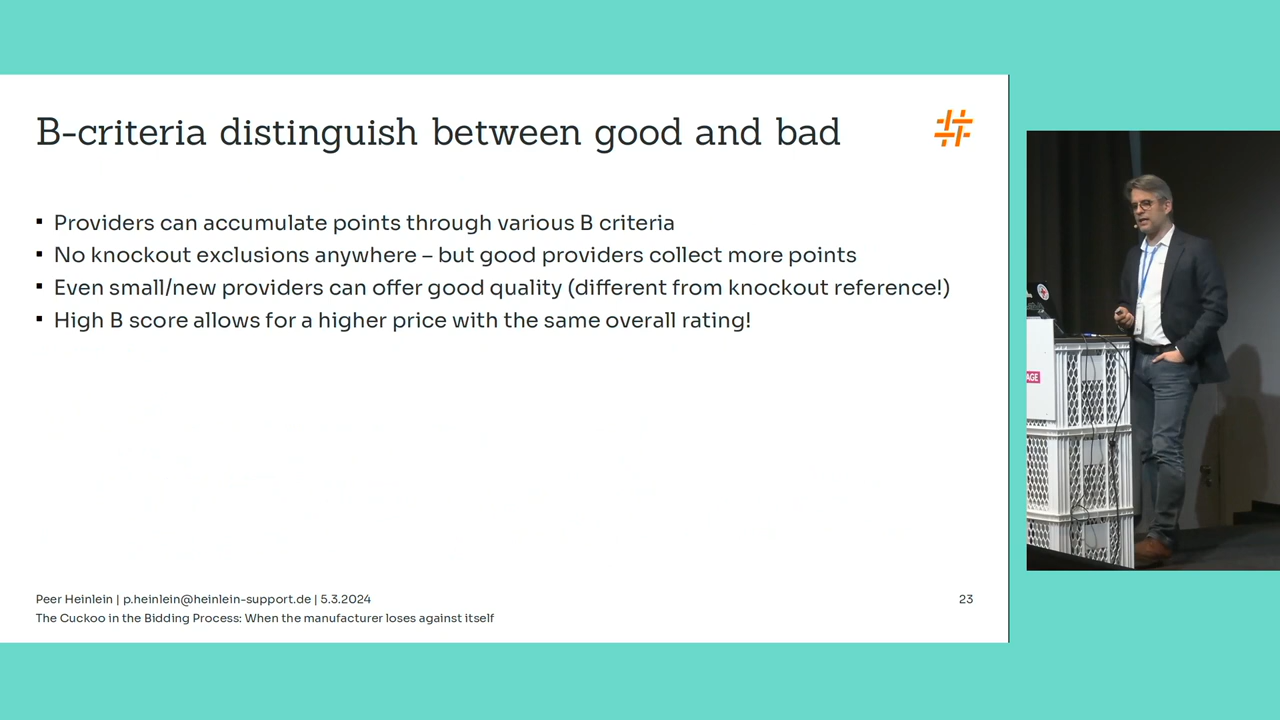 B-criteria distinguish between good and bad
▪ Providers can accumulate points through various B criteria
▪ No knockout exclusions anywhere – but good providers collect more points
▪ Even small/new providers can offer good quality (different from knockout reference!)
▪ High B score allows for a higher price with the same overall rating!
Peer Heinlein | p.heinlein@heinlein-support.de | 5.3.2024
23
The Cuckoo in the Bidding Process: When the manufacturer loses against itself
AGE